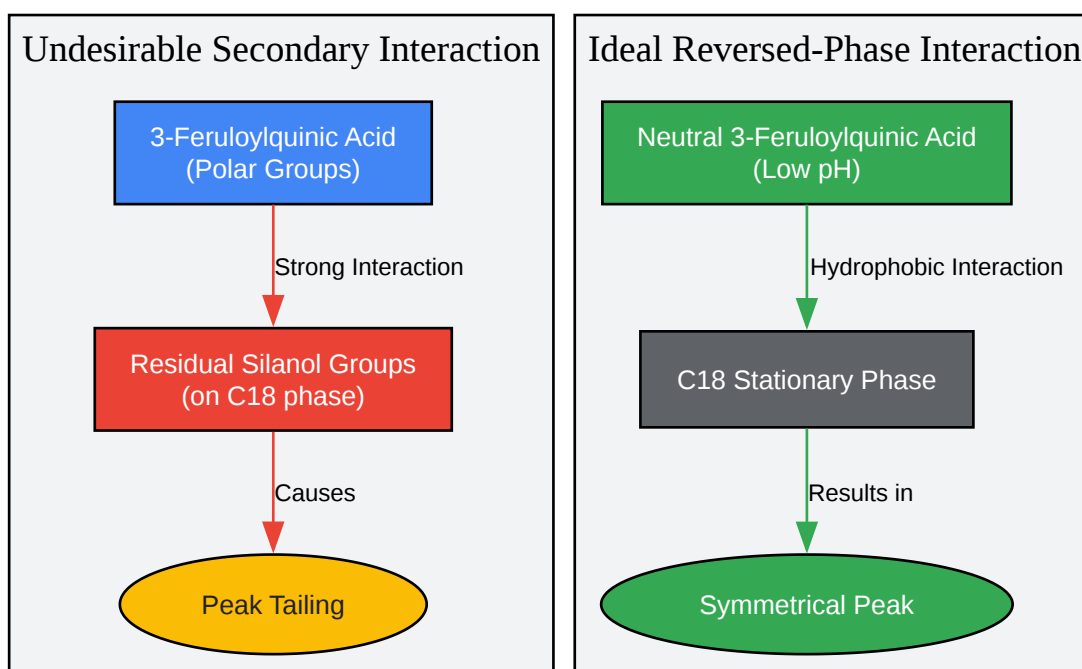 Undesirable Secondary Interaction
3-Feruloylquinic Acid
(Polar Groups)
Strong Interaction
Residual Silanol Groups
(on C18 phase)
Causes
Peak Tailing
Ideal Reversed-Phase Interaction
Neutral 3-Feruloylquinic Acid
(Low pH)
Hydrophobic Interaction
C18 Stationary Phase
Results in
Symmetrical Peak